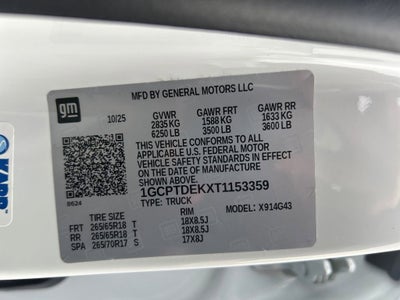 gm
MFD BY GENERAL MOTORS LLC
10/25 GVWR GAWR FRT GAWR RR
2835 KG 1588 KG 1633 KG
6250 LB 3500 LB 3600 LB
THIS VEHICLE CONFORMS TO ALL
APPLICABLE U.S. FEDERAL MOTOR
VEHICLE SAFETY STANDARDS IN EFFECT
ON THE DATE OF MANUFACTURE
SHOWN ABOVE.
1GCPTDEKXT1153359
8624 TYPE: TRUCK MODEL: X914G43
TIRE SIZE RIM
FRT 265/65R18 T 18X8.5J
RR 265/65R18 T 18X8.5J
SPA 265/70R17 S 17X8J
KARR